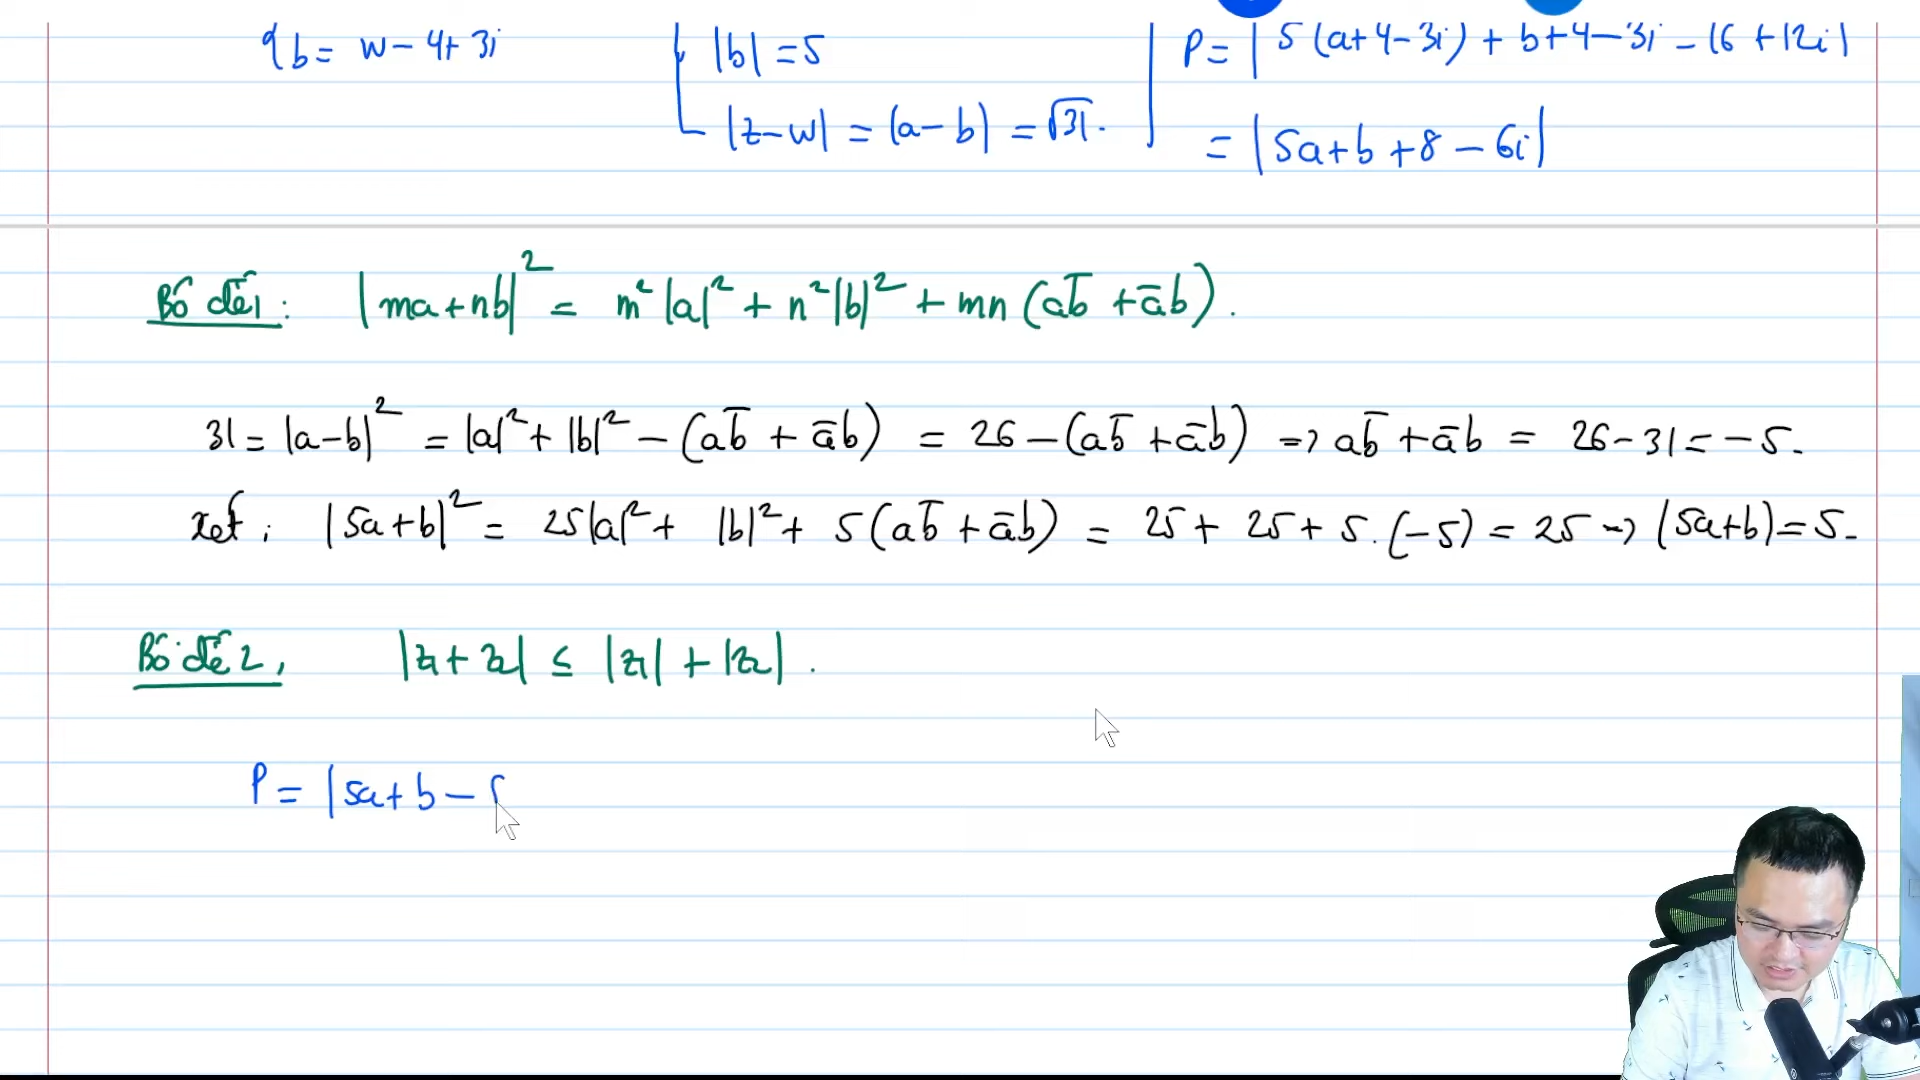 b = w - 4 + 3i
|b| = 5
|z-w| = |a-b| = √31.
P = |5(a+4-3i) + b+4-3i - 16 + 12i|
= |5a+b+8-6i|
Bổ đề 1: |ma+nb|² = m²|a|² + n²|b|² + mn(ab̄ + āb).
31 = |a-b|² = |a|² + |b|² - (ab̄ + āb) = 26 - (ab̄ + āb) => ab̄ + āb = 26 - 31 = -5.
xét: |5a+b|² = 25|a|² + |b|² + 5(ab̄ + āb) = 25 + 25 + 5.(-5) = 25 → |5a+b| = 5.
Bổ đề 2, |z₁+z₂| ≤ |z₁| + |z₂|.
P = |5a+b-